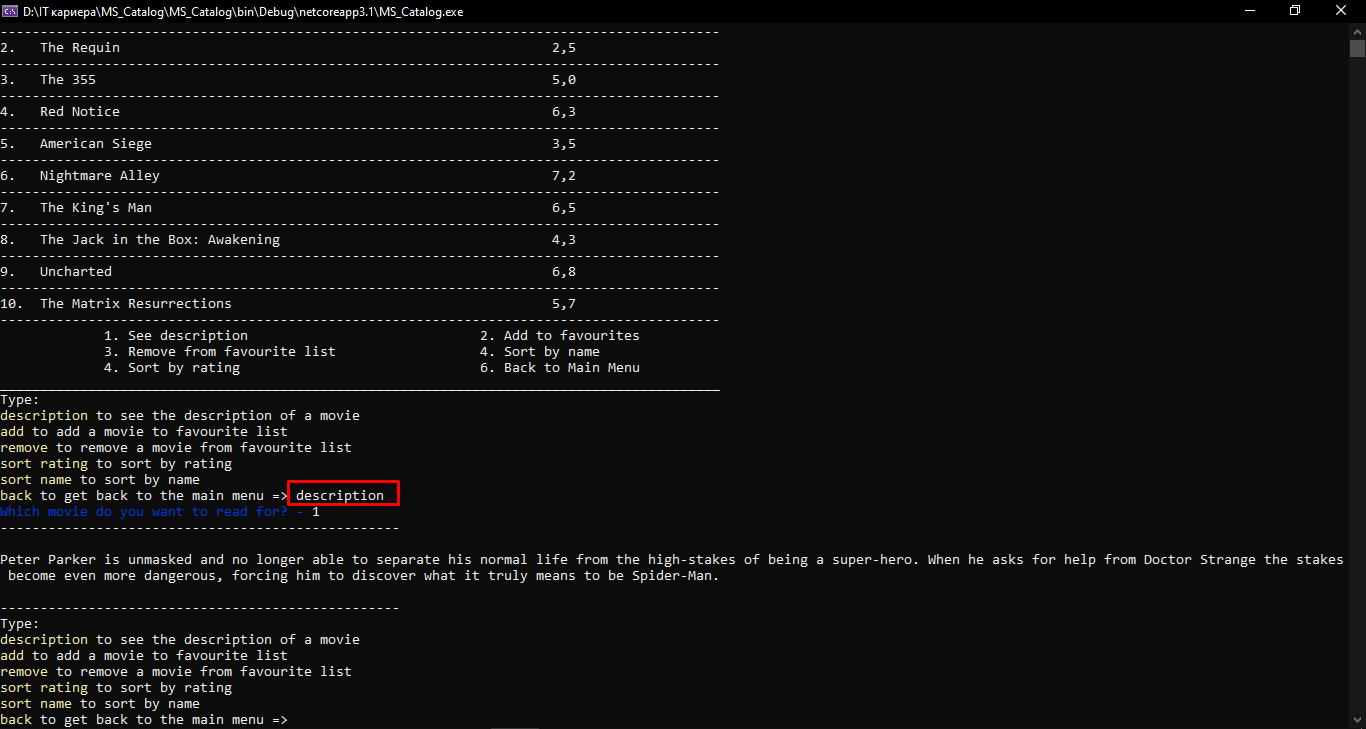 D:\IT кариера\MS_Catalog\MS_Catalog\bin\Debug\netcoreapp3.1\MS_Catalog.exe
------------------------------------------------------------------------------------------
2. The Requin 2,5
------------------------------------------------------------------------------------------
3. The 355 5,0
------------------------------------------------------------------------------------------
4. Red Notice 6,3
------------------------------------------------------------------------------------------
5. American Siege 3,5
------------------------------------------------------------------------------------------
6. Nightmare Alley 7,2
------------------------------------------------------------------------------------------
7. The King's Man 6,5
------------------------------------------------------------------------------------------
8. The Jack in the Box: Awakening 4,3
------------------------------------------------------------------------------------------
9. Uncharted 6,8
------------------------------------------------------------------------------------------
10. The Matrix Resurrections 5,7
------------------------------------------------------------------------------------------
1. See description 2. Add to favourites
3. Remove from favourite list 4. Sort by name
4. Sort by rating 6. Back to Main Menu
__________________________________________________________________________________________
Type:
description to see the description of a movie
add to add a movie to favourite list
remove to remove a movie from favourite list
sort rating to sort by rating
sort name to sort by name
back to get back to the main menu => description
Which movie do you want to read for? - 1
--------------------------------------------------
Peter Parker is unmasked and no longer able to separate his normal life from the high-stakes of being a super-hero. When he asks for help from Doctor Strange the stakes
become even more dangerous, forcing him to discover what it truly means to be Spider-Man.
--------------------------------------------------
Type:
description to see the description of a movie
add to add a movie to favourite list
remove to remove a movie from favourite list
sort rating to sort by rating
sort name to sort by name
back to get back to the main menu =>